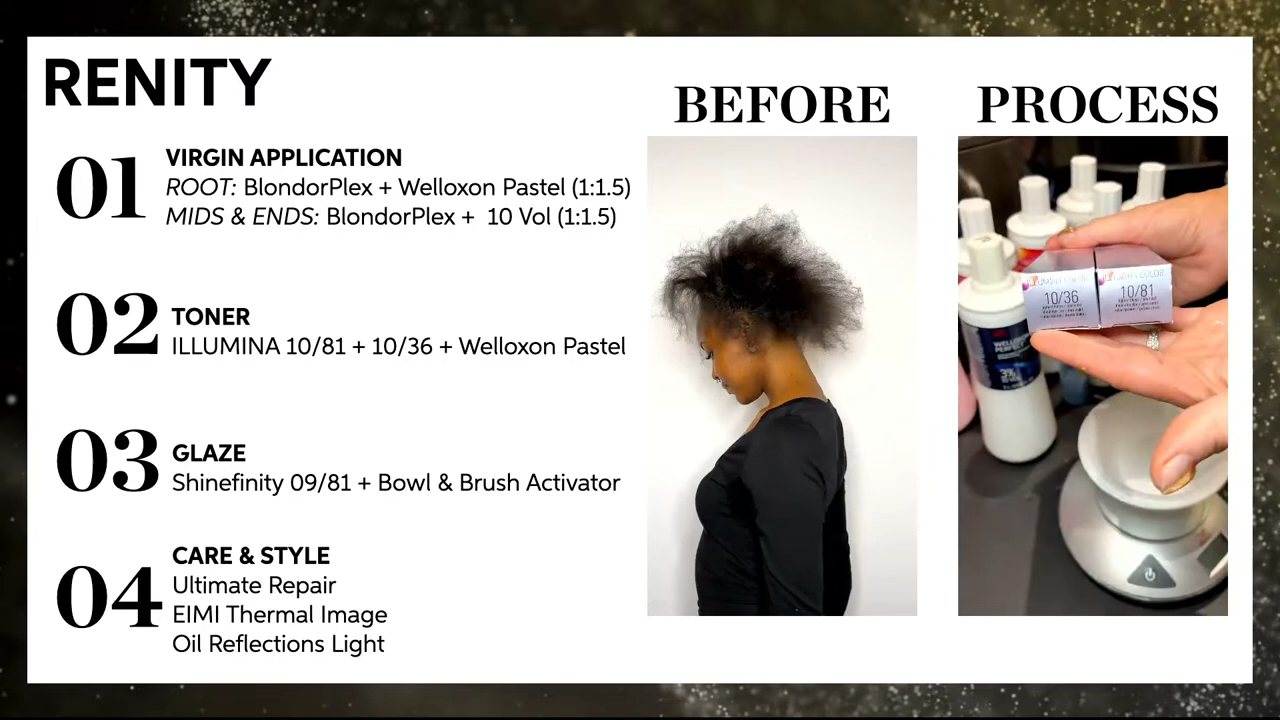 RENITY
01
VIRGIN APPLICATION
ROOT: BlondorPlex + Welloxon Pastel (1:1.5)
MIDS & ENDS: BlondorPlex +  10 Vol (1:1.5)
02
TONER
ILLUMINA 10/81 + 10/36 + Welloxon Pastel
03
GLAZE
Shinefinity 09/81 + Bowl & Brush Activator
04
CARE & STYLE
Ultimate Repair
EIMI Thermal Image
Oil Reflections Light
BEFORE
PROCESS
10/36
10/81
3%